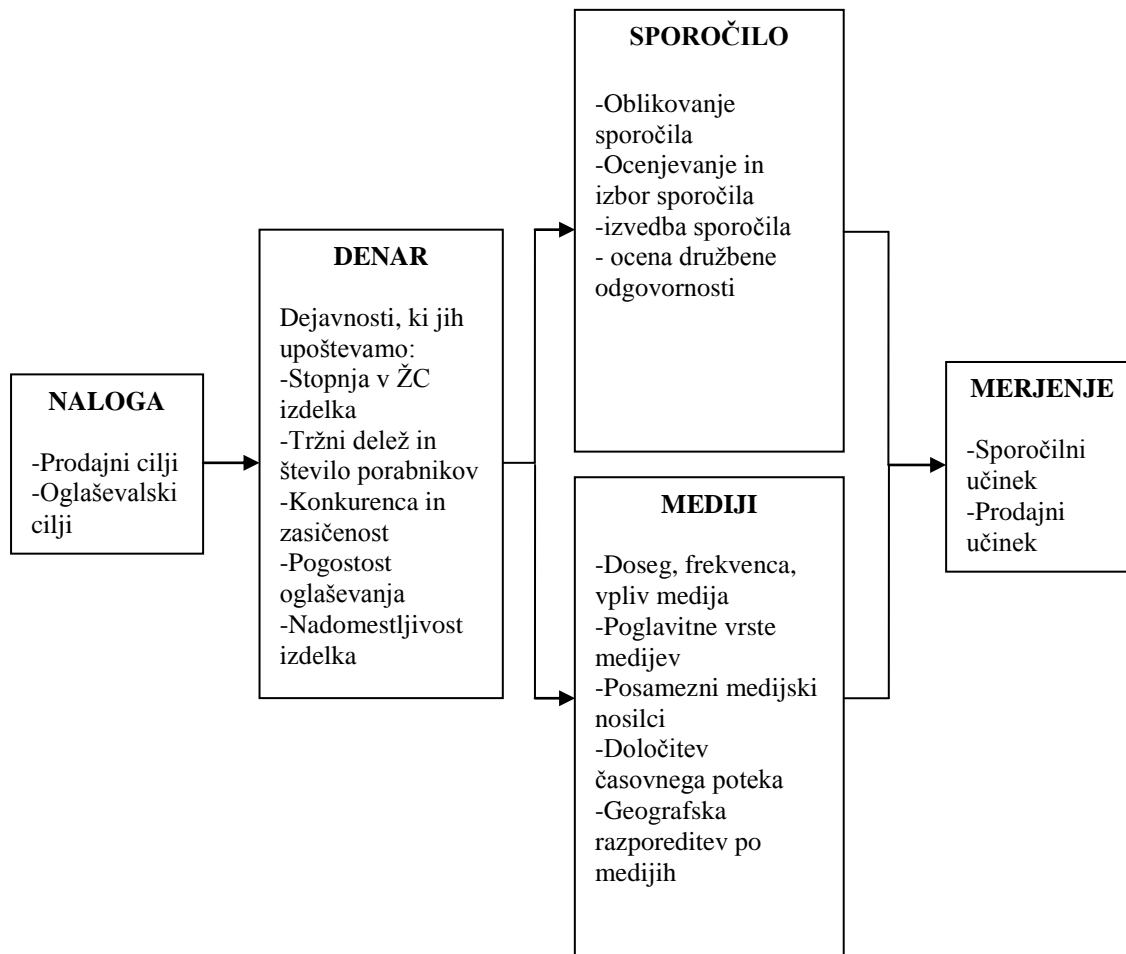 NALOGA
-Prodajni cilji
-Oglaševalski
cilji
DENAR
Dejavnosti, ki jih
upoštevamo:
-Stopnja v ŽC
izdelka
-Tržni delež in
število porabnikov
-Konkurenca in
zasičenost
-Pogostost
oglaševanja
-Nadomestljivost
izdelka
SPOROČILO
-Oblikovanje
sporočila
-Ocenjevanje in
izbor sporočila
-izvedba sporočila
- ocena družbene
odgovornosti
MEDIJI
-Doseg, frekvenca,
vpliv medija
-Poglavitne vrste
medijev
-Posamezni medijski
nosilci
-Določitev
časovnega poteka
-Geografska
razporeditev po
medijih
MERJENJE
-Sporočilni
učinek
-Prodajni
učinek